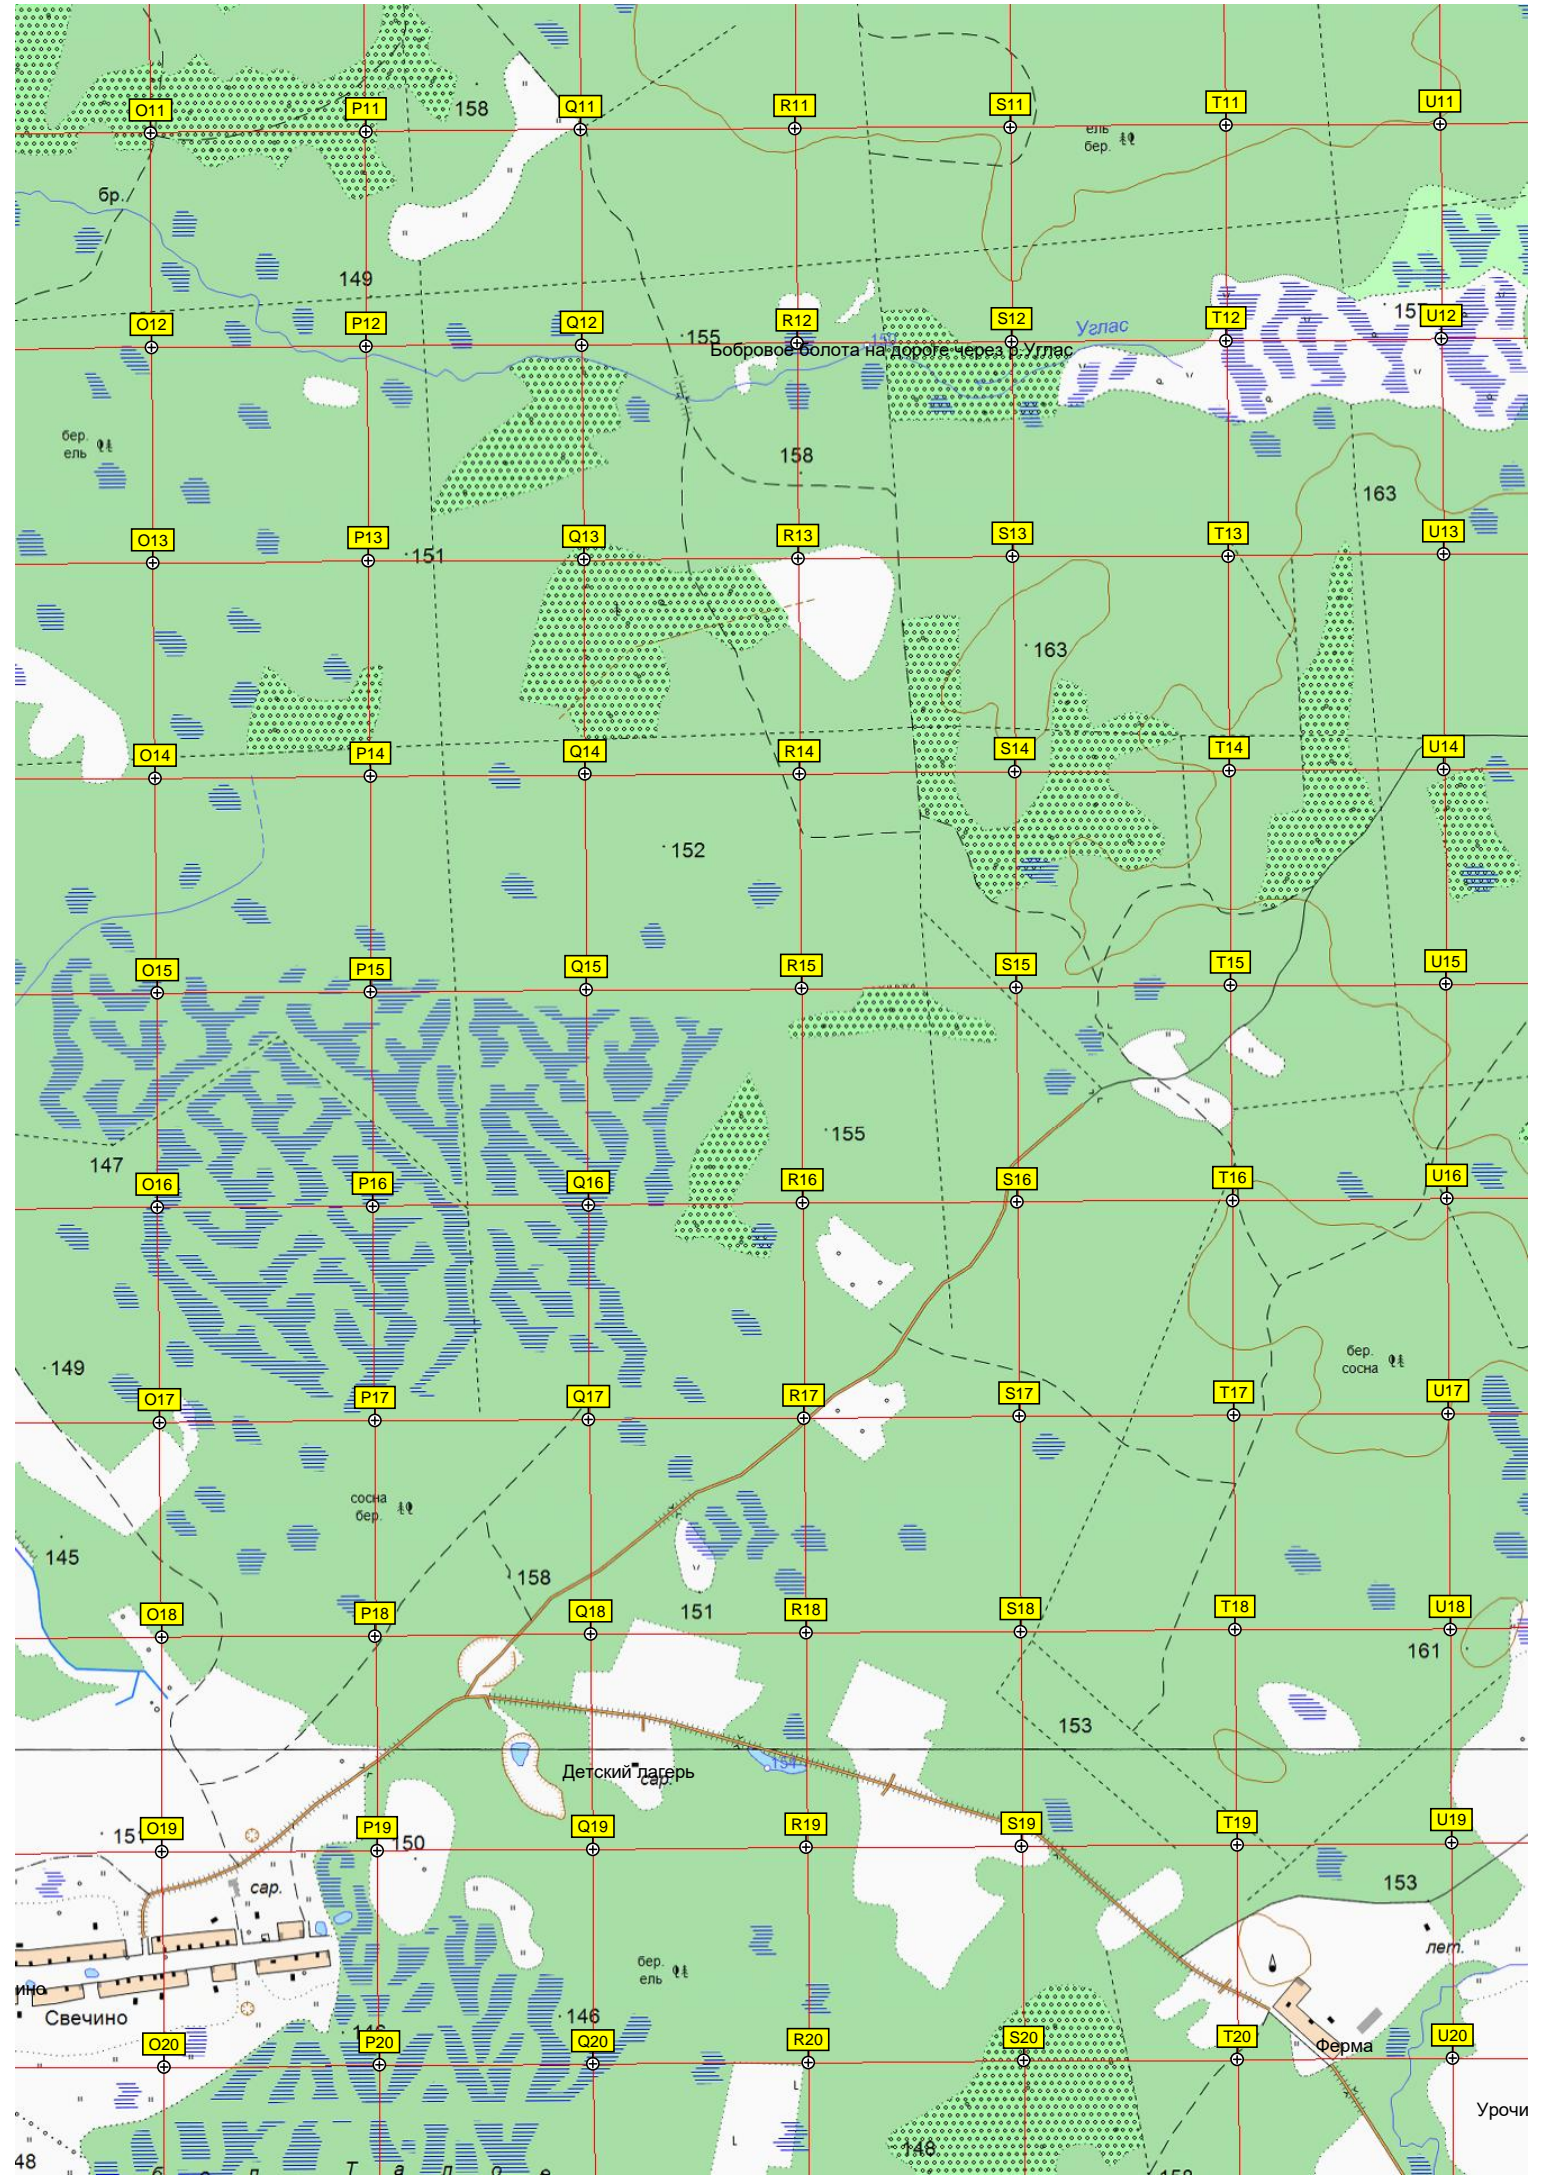 158
O11 P11 Q11 R11 S11 T11 U11
ель
бер.
бр.
149
O12 P12 Q12 R12 S12 T12 U12
155
Углас
157
Бобровое болота на дороге через р.Углас
бер.
ель
158
163
O13 P13 Q13 R13 S13 T13 U13
151
163
O14 P14 Q14 R14 S14 T14 U14
152
O15 P15 Q15 R15 S15 T15 U15
155
147
O16 P16 Q16 R16 S16 T16 U16
149
бер.
сосна
O17 P17 Q17 R17 S17 T17 U17
сосна
бер.
145
158
151
O18 P18 Q18 R18 S18 T18 U18
161
153
Детский лагерь
сар.
151
O19 P19 Q19 R19 S19 T19 U19
150
сар.
153
лет.
бер.
ель
ино
Свечино
146
146
Ферма
O20 P20 Q20 R20 S20 T20 U20
Урочи
148
48
б о л Т а л о е
158